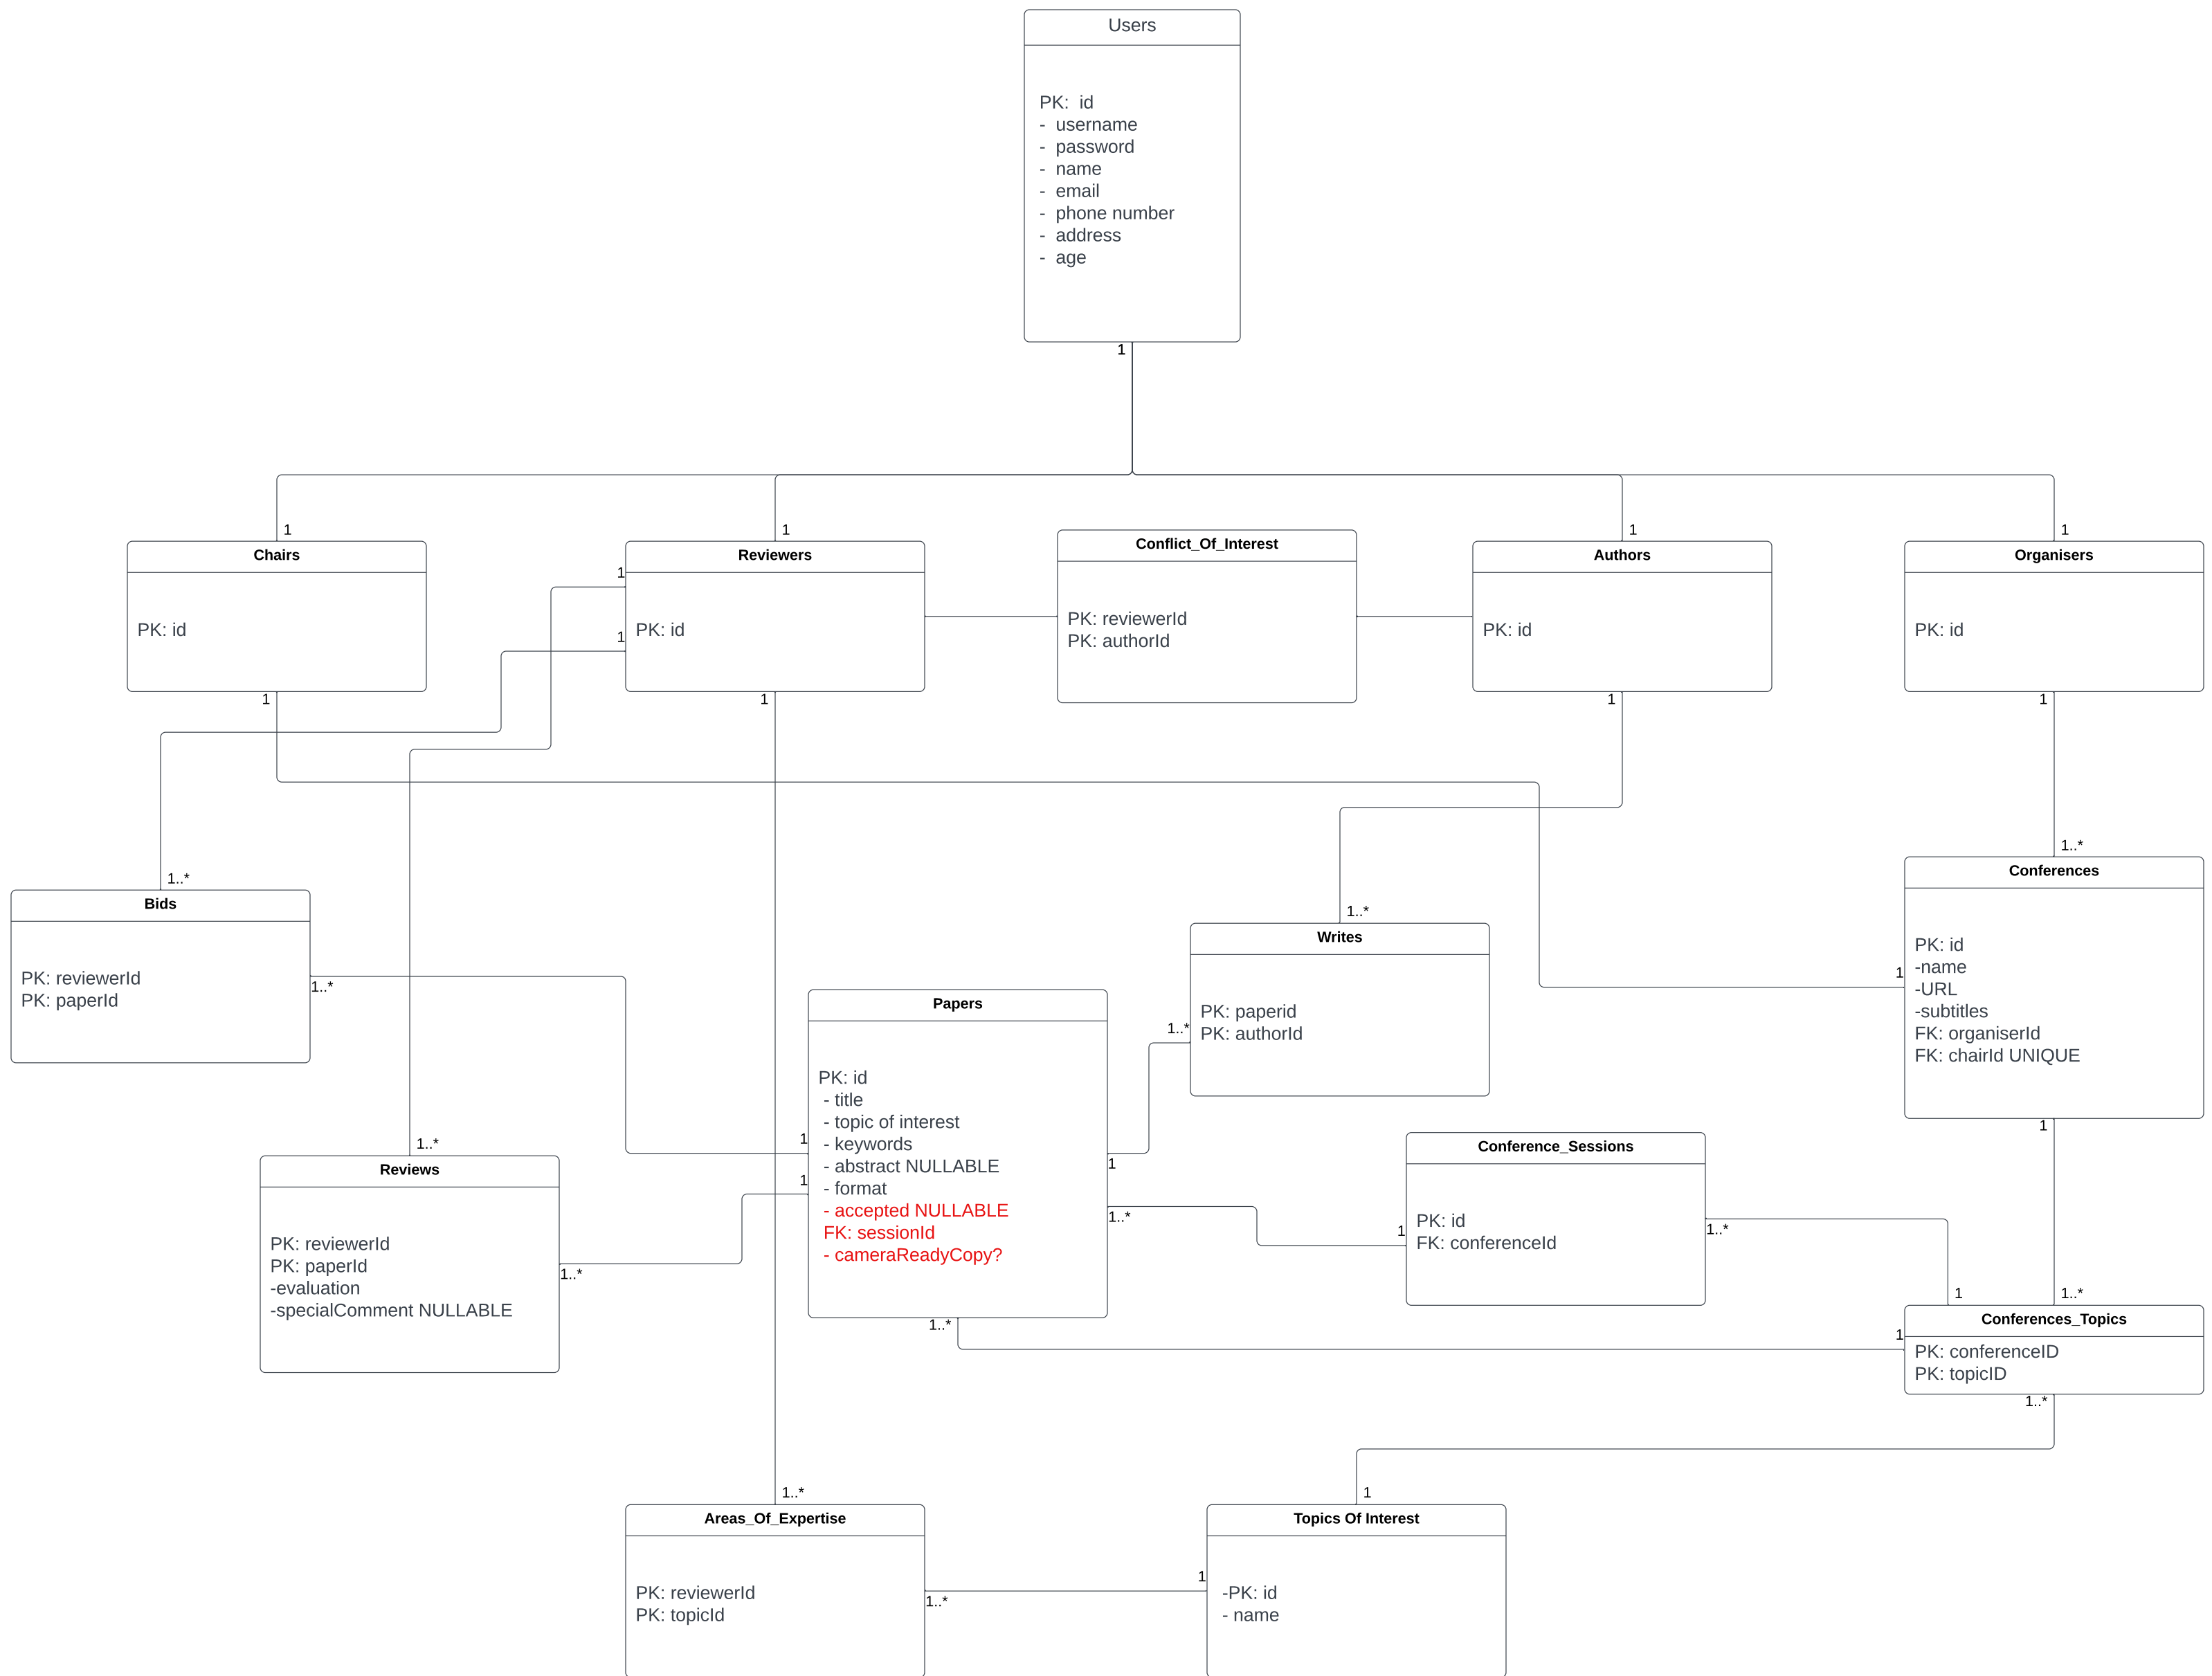 Users
PK:  id
-  username
-  password
-  name
-  email
-  phone number
-  address
-  age
1
1
1
1
1
Chairs
PK: id
1
Reviewers
1
PK: id
1
1
Conflict_Of_Interest
PK: reviewerId
PK: authorId
Authors
PK: id
1
Organisers
PK: id
1
1..*
Bids
PK: reviewerId
PK: paperId
1..*
1..*
Writes
1..*
PK: paperid
PK: authorId
1..*
Conferences
PK: id
-name
1
-URL
-subtitles
FK: organiserId
FK: chairId UNIQUE
1
Papers
PK: id
- title
- topic of interest
1
- keywords
- abstract NULLABLE
1
1
- format
- accepted NULLABLE
1..*
FK: sessionId
- cameraReadyCopy?
1..*
1..*
Reviews
PK: reviewerId
PK: paperId
1..*
-evaluation
-specialComment NULLABLE
Conference_Sessions
PK: id
1
1..*
FK: conferenceId
1
1..*
Conferences_Topics
1
PK: conferenceID
PK: topicID
1..*
1..*
Areas_Of_Expertise
PK: reviewerId
PK: topicId
1..*
1
Topics Of Interest
1
-PK: id
- name